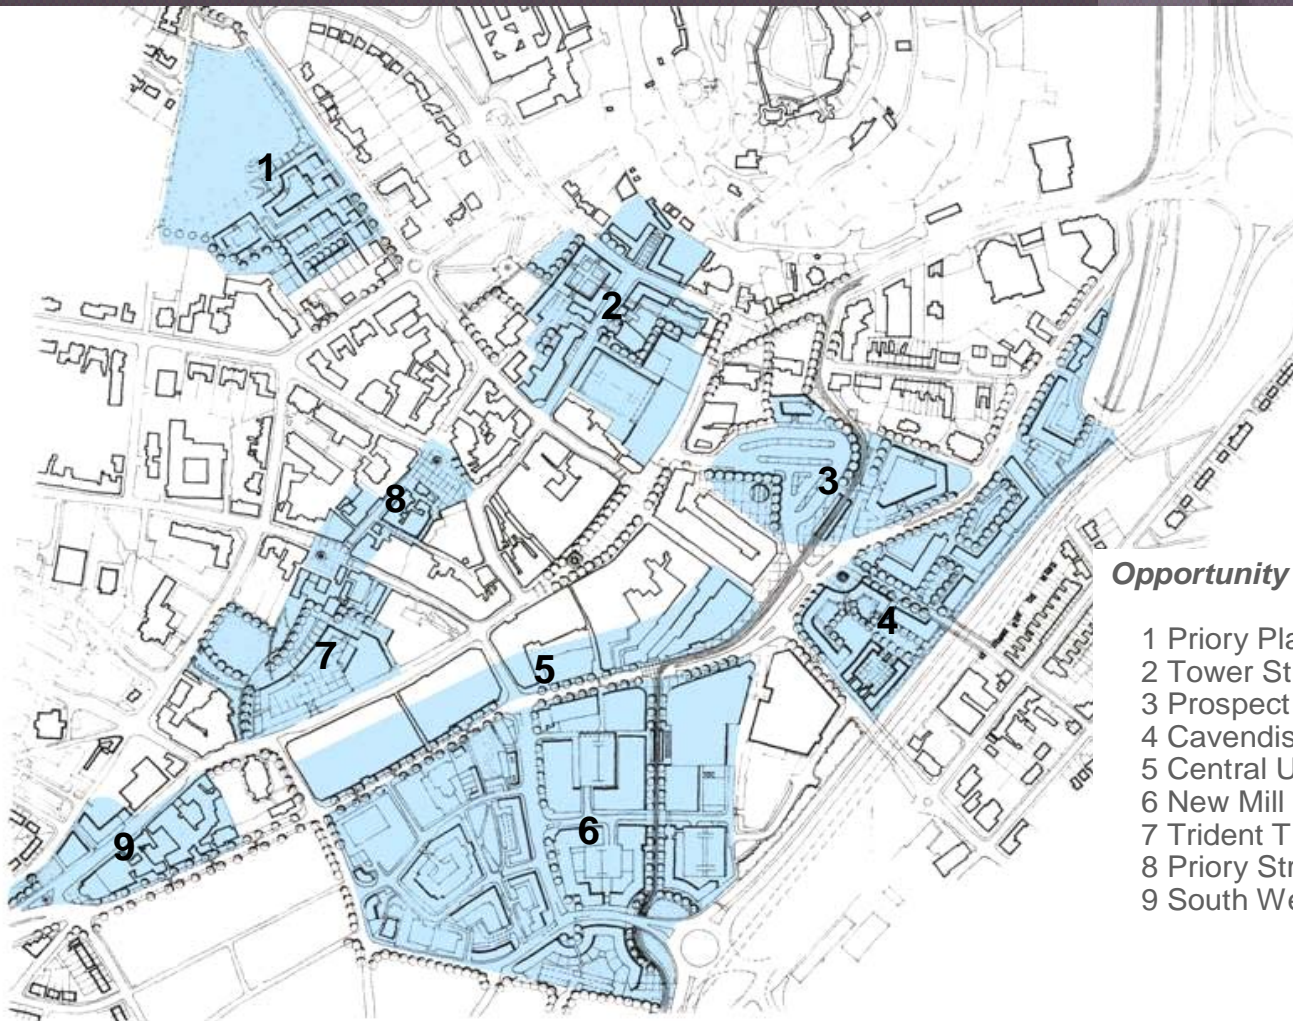 1
2
3
8
4
7
5
6
9
Opportunity
1 Priory Pla
2 Tower St
3 Prospect
4 Cavendis
5 Central U
6 New Mill
7 Trident T
8 Priory Str
9 South We